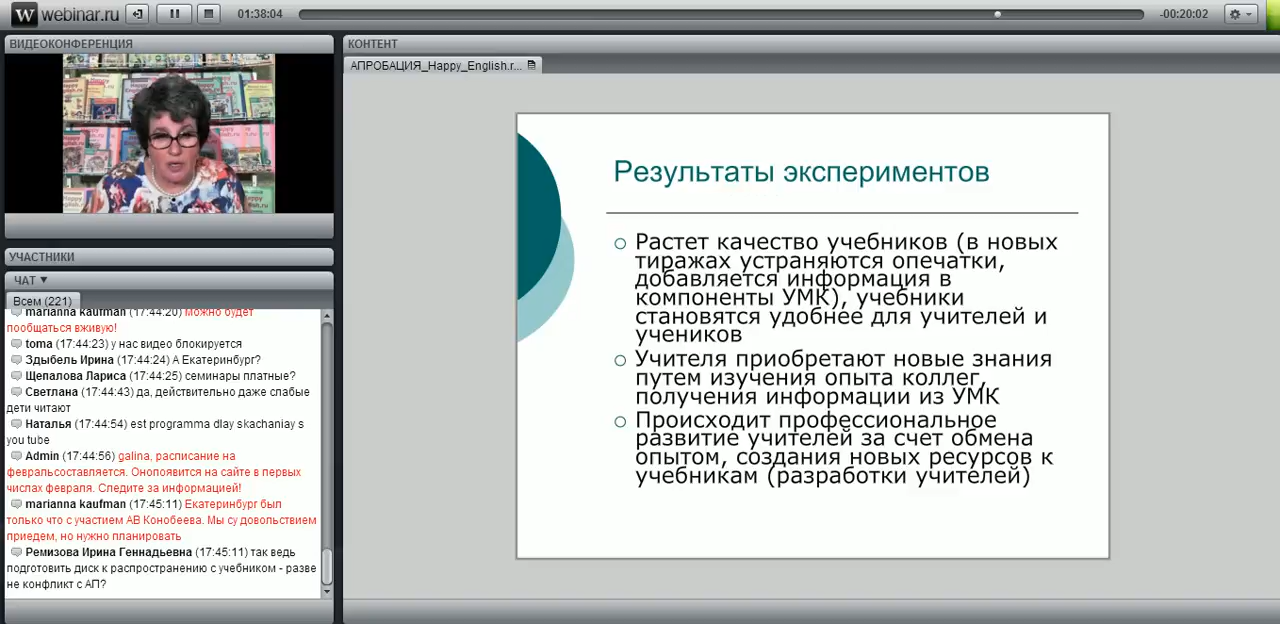 webinar.ru
01:38:04
-00:20:02
ВИДЕОКОНФЕРЕНЦИЯ
КОНТЕНТ
АПРОБАЦИЯ_Happy_English.r...
УЧАСТНИКИ
ЧАТ
Всем (221)
marianna kaufman (17:44:20) Можно будет
пообщаться вживую!
toma (17:44:23) у нас видео блокируется
Здыбель Ирина (17:44:24) А Екатеринбург?
Щепалова Лариса (17:44:25) семинары платные?
Светлана (17:44:43) да, действительно даже слабые
дети читают
Наталья (17:44:54) est programma dlay skachaniay s
you tube
Admin (17:44:56) galina, расписание на
февральсоставляется. Онопоявится на сайте в первых
числах февраля. Следите за информацией!
marianna kaufman (17:45:11) Екатеринбург был
только что с участием АВ Конобеева. Мы су довольствием
приедем, но нужно планировать
Ремизова Ирина Геннадьевна (17:45:11) так ведь
подготовить диск к распространению с учебником - разве
не конфликт с АП?
Результаты экспериментов
Растет качество учебников (в новых
тиражах устраняются опечатки,
добавляется информация в
компоненты УМК), учебники
становятся удобнее для учителей и
учеников
Учителя приобретают новые знания
путем изучения опыта коллег,
получения информации из УМК
Происходит профессиональное
развитие учителей за счет обмена
опытом, создания новых ресурсов к
учебникам (разработки учителей)